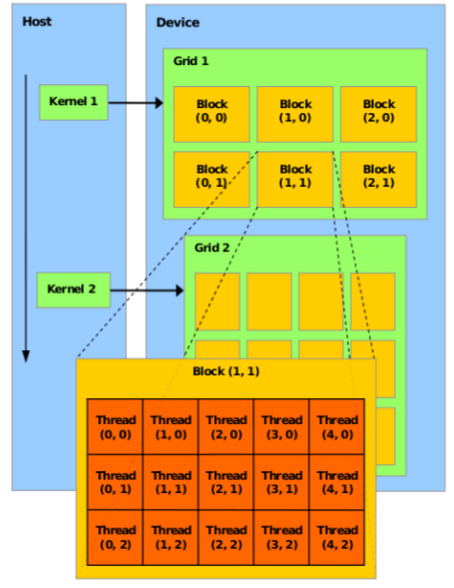 Host
Device
Grid 1
Kernel 1
Block
(0, 0)
Block
(1, 0)
Block
(2, 0)
Block
(0, 1)
Block
(1, 1)
Block
(2, 1)
Grid 2
Kernel 2
Block (1, 1)
Thread
(0, 0)
Thread
(1, 0)
Thread
(2, 0)
Thread
(3, 0)
Thread
(4, 0)
Thread
(0, 1)
Thread
(1, 1)
Thread
(2, 1)
Thread
(3, 1)
Thread
(4, 1)
Thread
(0, 2)
Thread
(1, 2)
Thread
(2, 2)
Thread
(3, 2)
Thread
(4, 2)